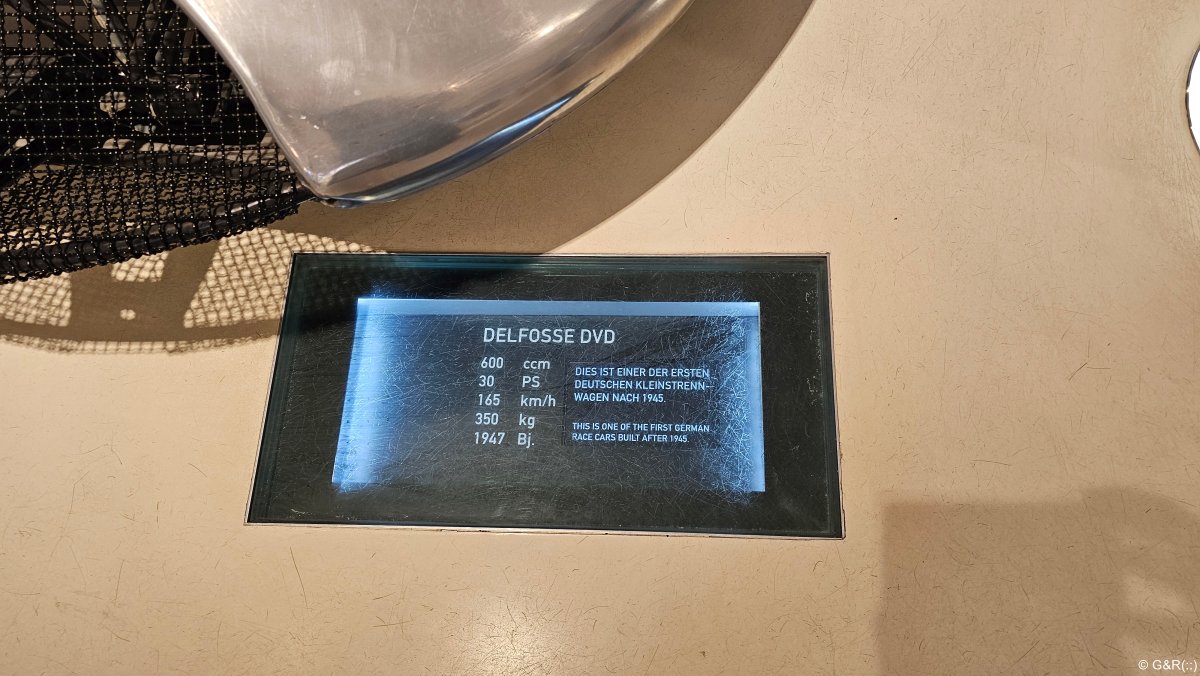 DELFOSSE DVD
600 ccm
30 PS
165 km/h
350 kg
1947 Bj.
DIES IST EINER DER ERSTEN
DEUTSCHEN KLEINSTRENN-
WAGEN NACH 1945.
THIS IS ONE OF THE FIRST GERMAN
RACE CARS BUILT AFTER 1945.
© G&R(::)